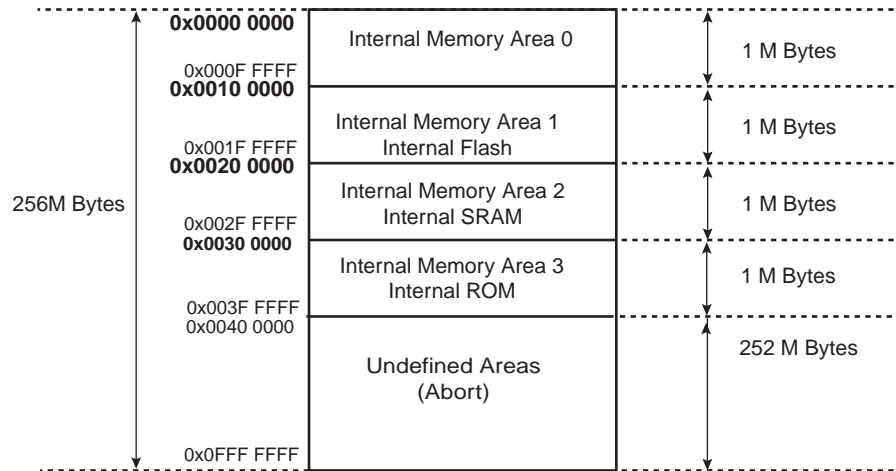 0x0000 0000
Internal Memory Area 0
1 M Bytes
0x000F FFFF
0x0010 0000
Internal Memory Area 1
Internal Flash
1 M Bytes
0x001F FFFF
0x0020 0000
256M Bytes
Internal Memory Area 2
Internal SRAM
1 M Bytes
0x002F FFFF
0x0030 0000
Internal Memory Area 3
Internal ROM
1 M Bytes
0x003F FFFF
0x0040 0000
252 M Bytes
Undefined Areas
(Abort)
0x0FFF FFFF